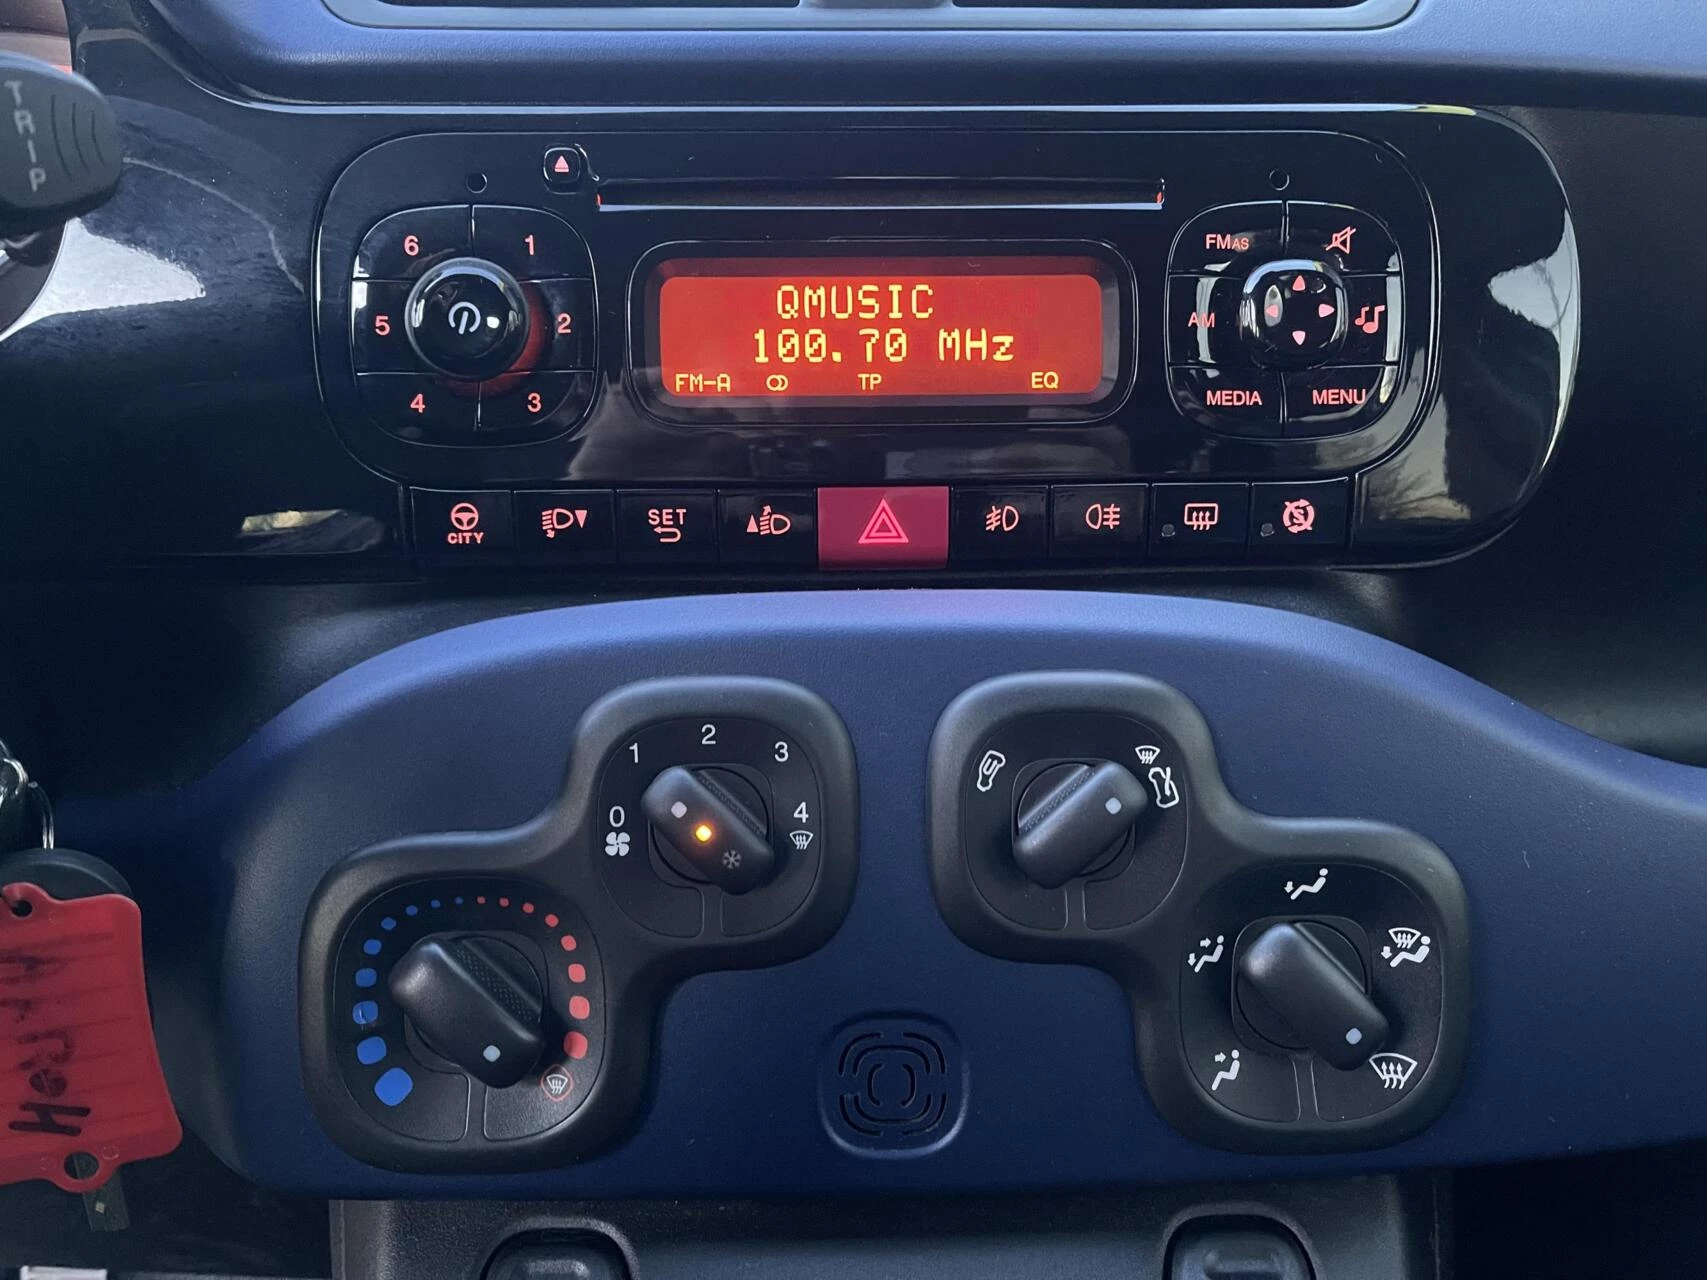 TRIP
6 1
FMAS
QMUSIC
5 2
AM
100.70 MHz
FM-A TP EQ
4 3
MEDIA MENU
CITY
SET
S
1 2 3
0 4